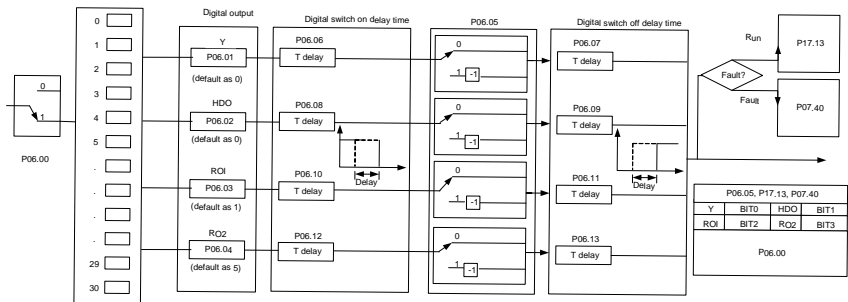 0
1
P06.00
0
1
2
3
4
5
.
.
.
.
29
30
Digital output
Y
P06.01
(default as 0)
HDO
P06.02
(default as 0)
ROI
P06.03
(default as 1)
RO2
P06.04
(default as 5)
Digital switch on delay time
P06.06
T delay
P06.08
T delay
Delay
P06.10
T delay
P06.12
T delay
P06.05
0
1
-1
0
1
-1
0
1
-1
0
1
-1
Digital switch off delay time
P06.07
T delay
P06.09
T delay
Delay
P06.11
T delay
P06.13
T delay
Run
P17.13
Fault?
Fault
P07.40
P06.05, P17.13, P07.40
Y BIT0 HDO BIT1
ROI BIT2 RO2 BIT3
P06.00